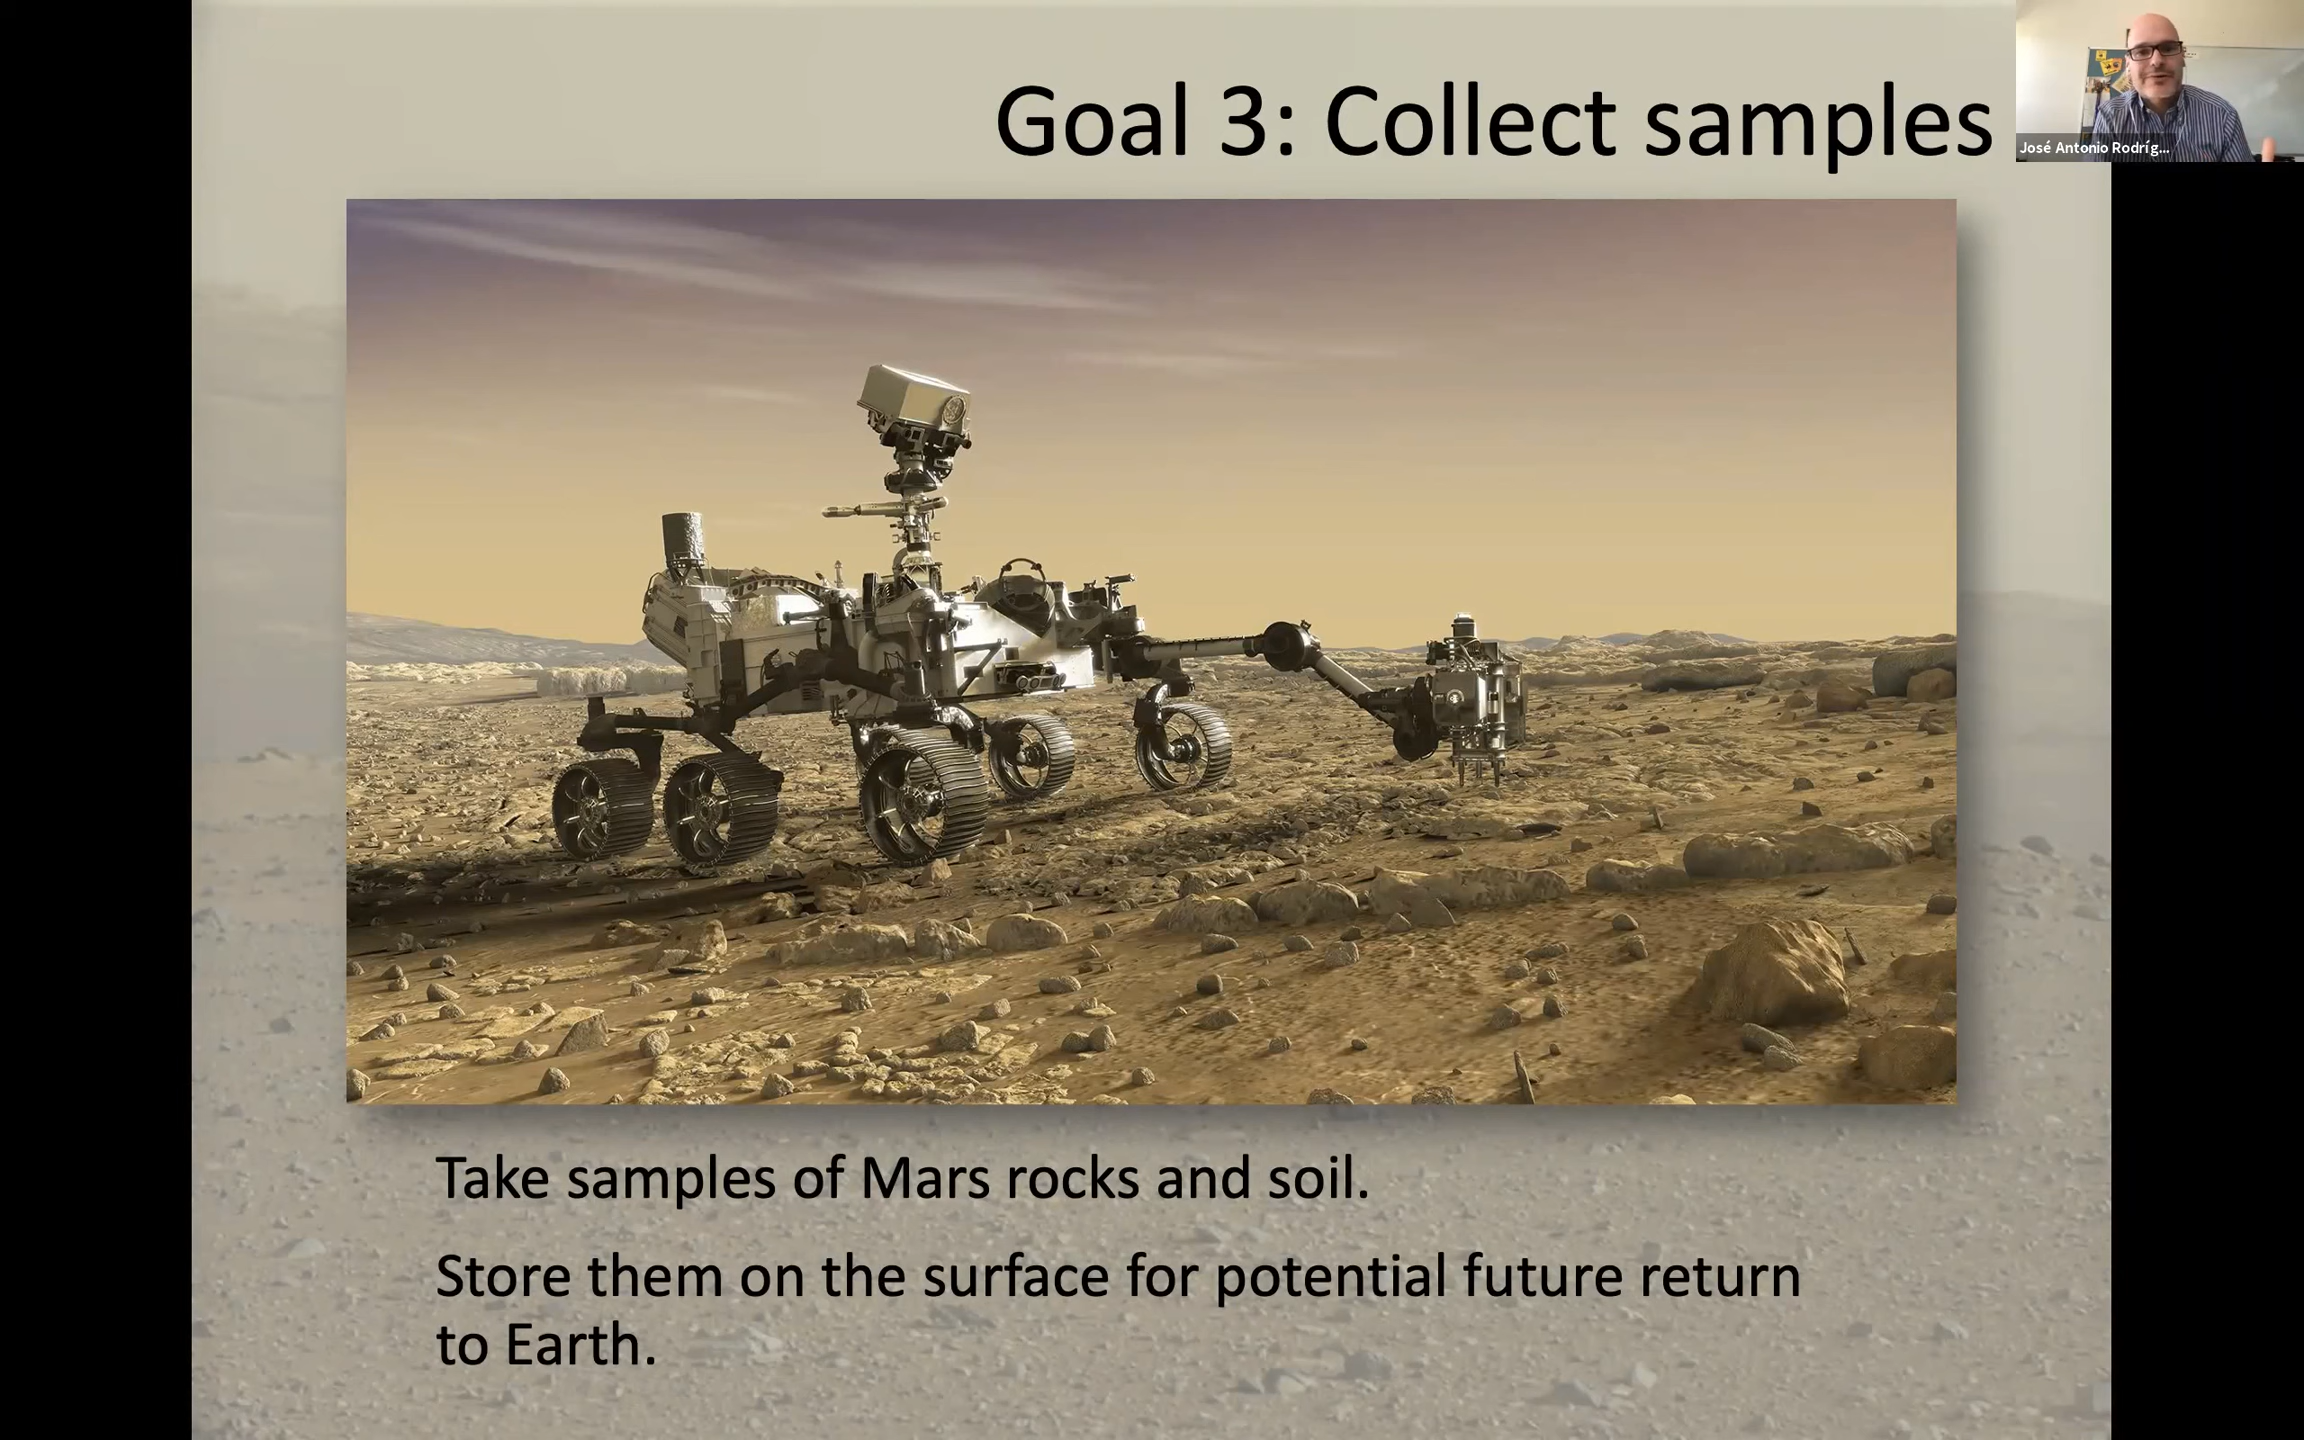 Goal 3: Collect samples
José Antonio Rodríg...
Take samples of Mars rocks and soil.
Store them on the surface for potential future return
to Earth.